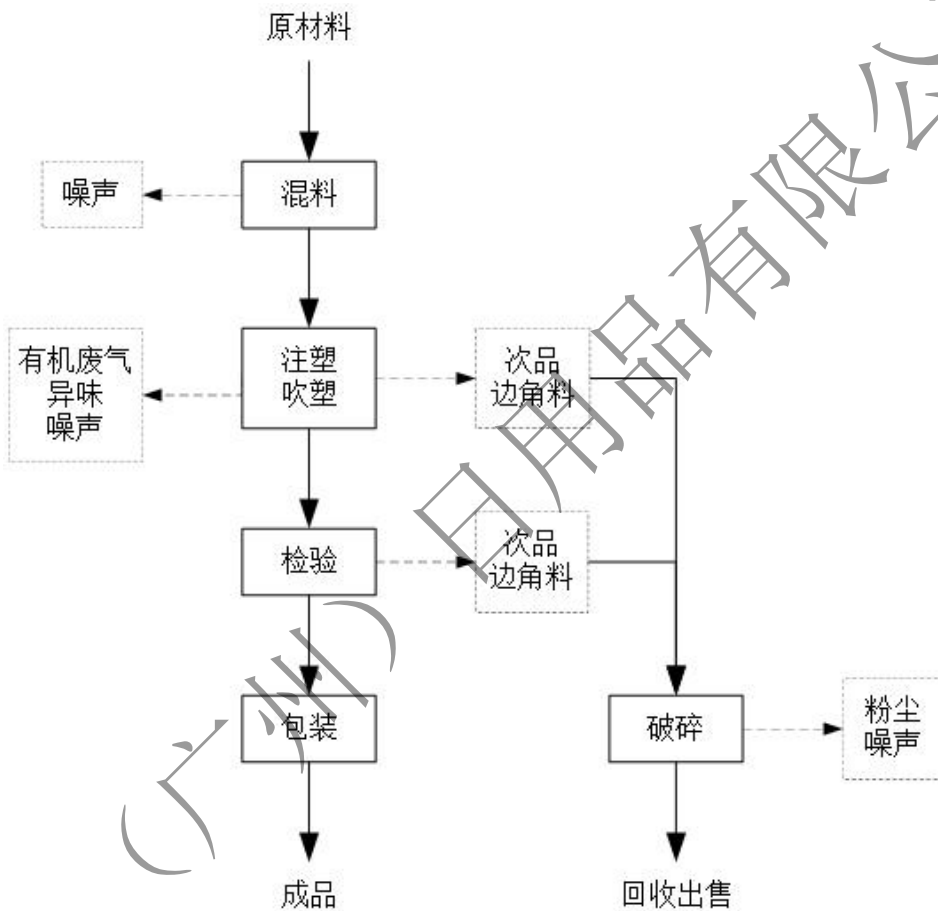 原材料
噪声
混料
有机废气
异味
噪声
注塑
吹塑
次品
边角料
检验
次品
边角料
包装
破碎
粉尘
噪声
成品
回收出售
（广州）日用品有限公